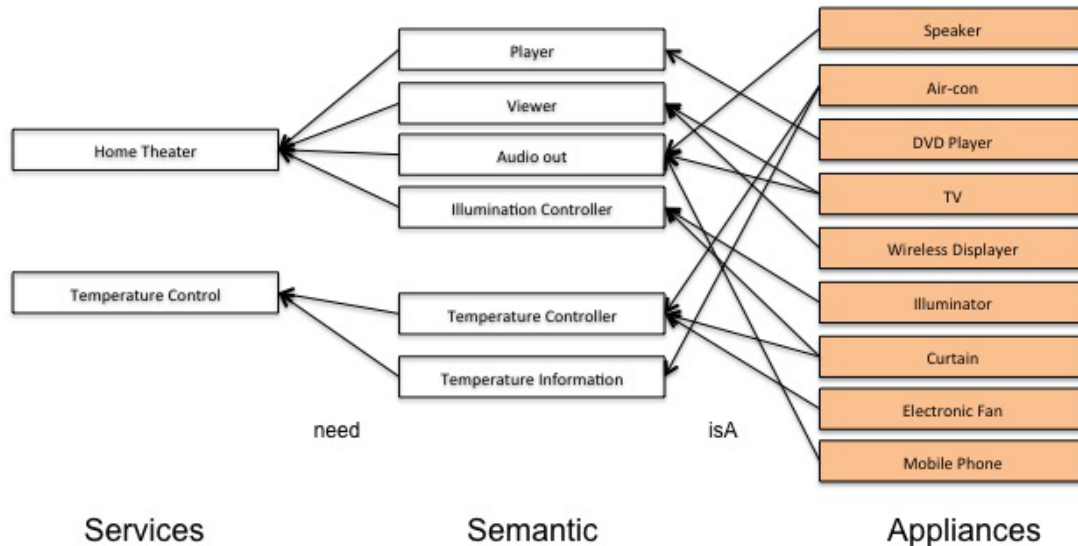 Home Theater
Temperature Control
Services
Player
Viewer
Audio out
Illumination Controller
Temperature Controller
Temperature Information
need
Semantic
isA
Speaker
Air-con
DVD Player
TV
Wireless Displayer
Illuminator
Curtain
Electronic Fan
Mobile Phone
Appliances